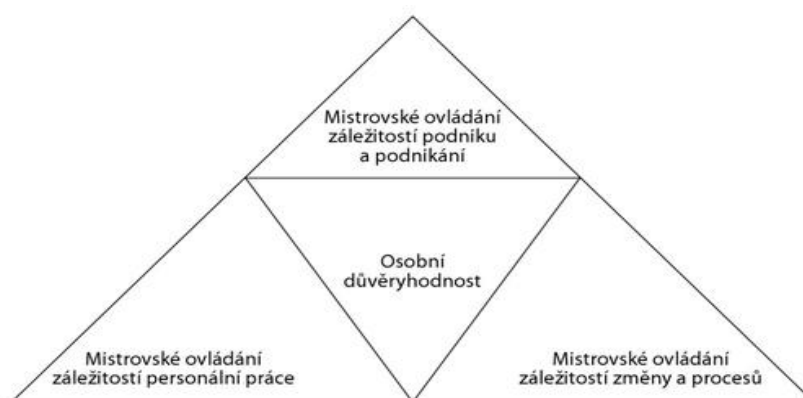 Mistrovské ovládání
záležitostí podniku
a podnikání
Osobní
důvěryhodnost
Mistrovské ovládání
záležitostí personální práce
Mistrovské ovládání
záležitostí změny a procesů